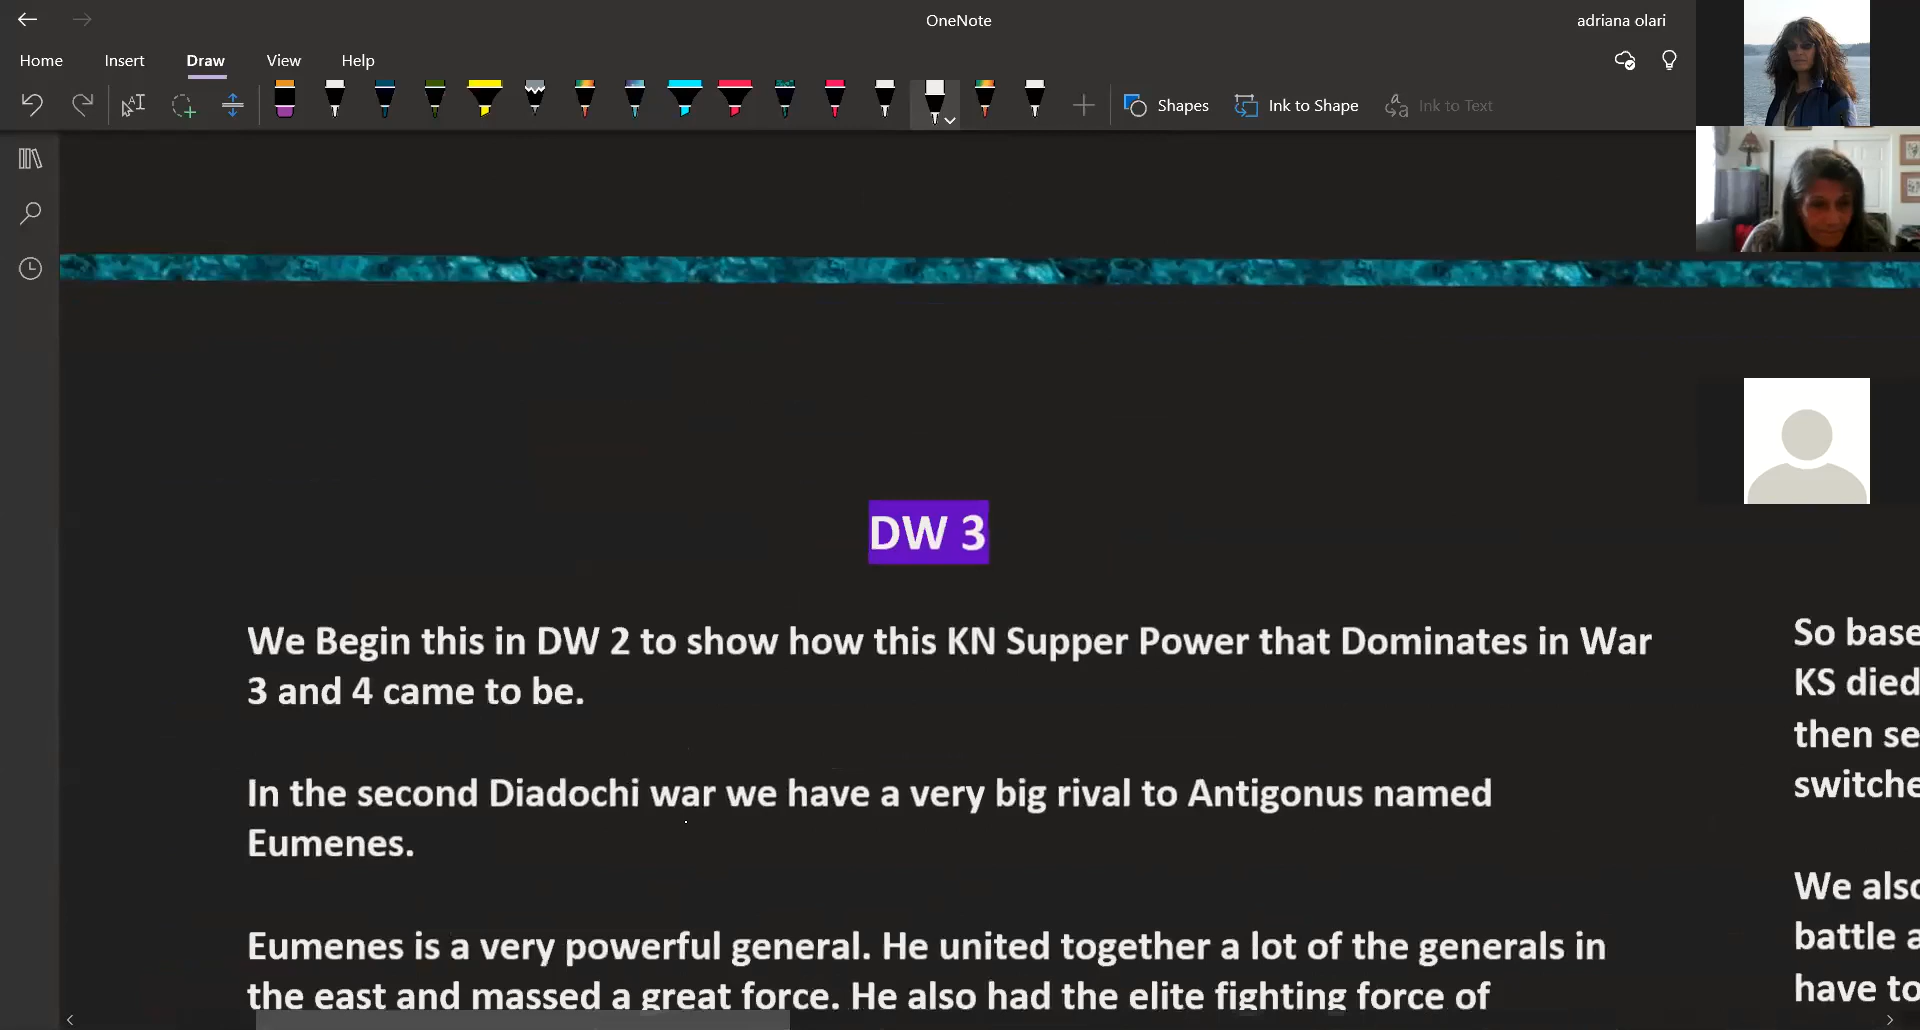 OneNote
adriana olari
Home Insert Draw View Help
Shapes Ink to Shape Ink to Text
DW 3
We Begin this in DW 2 to show how this KN Supper Power that Dominates in War
3 and 4 came to be.
In the second Diadochi war we have a very big rival to Antigonus named
Eumenes.
Eumenes is a very powerful general. He united together a lot of the generals in
the east and massed a great force. He also had the elite fighting force of
So base
KS died
then se
switche
We also
battle a
have to